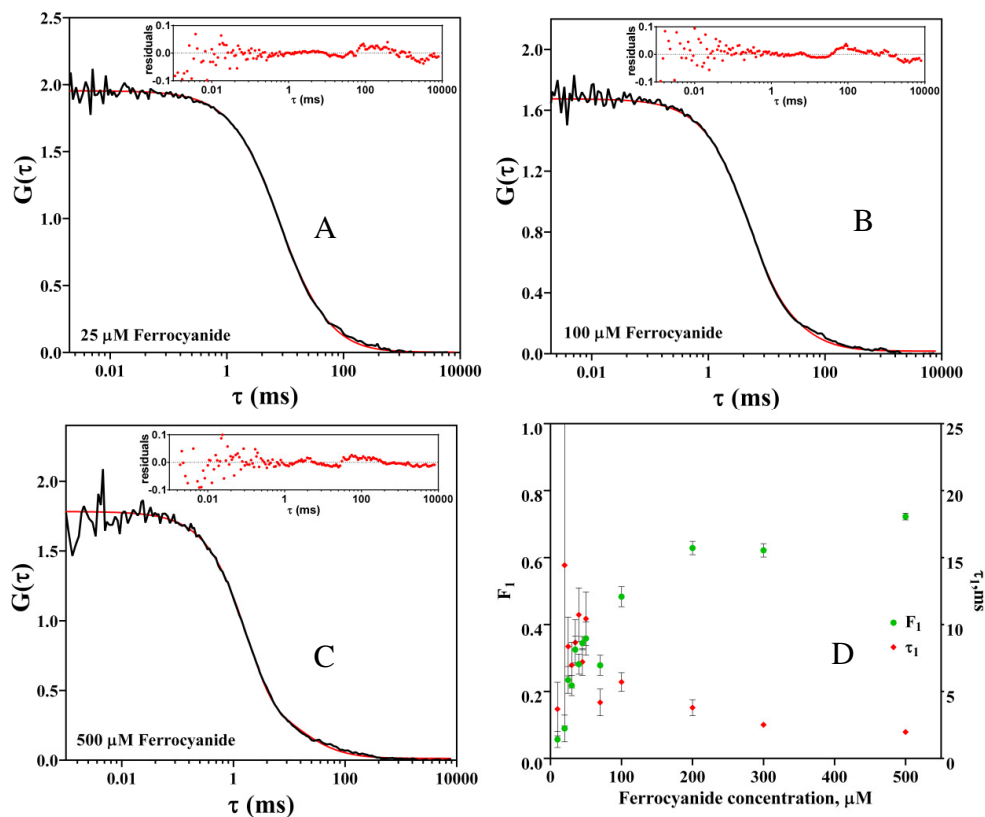 2.5
2.0
1.5
1.0
0.5
0.0
G(τ)
0.01
1
100
10000
τ (ms)
0.1
0.0
-0.1
residuals
0.01
1
100
10000
τ (ms)
A
25 μM Ferrocyanide
2.0
1.6
1.2
0.8
0.4
0.0
G(τ)
0.01
1
100
10000
τ (ms)
0.1
0.0
-0.1
residuals
0.01
1
100
10000
τ (ms)
B
100 μM Ferrocyanide
2.0
1.5
1.0
0.5
0.0
G(τ)
0.01
1
100
10000
τ (ms)
0.1
0.0
-0.1
residuals
0.01
1
100
10000
τ (ms)
C
500 μM Ferrocyanide
1.0
0.8
0.6
0.4
0.2
0.0
F1
25
20
15
10
5
0
τ1,ms
0
100
200
300
400
500
Ferrocyanide concentration, μM
F1
τ1
D